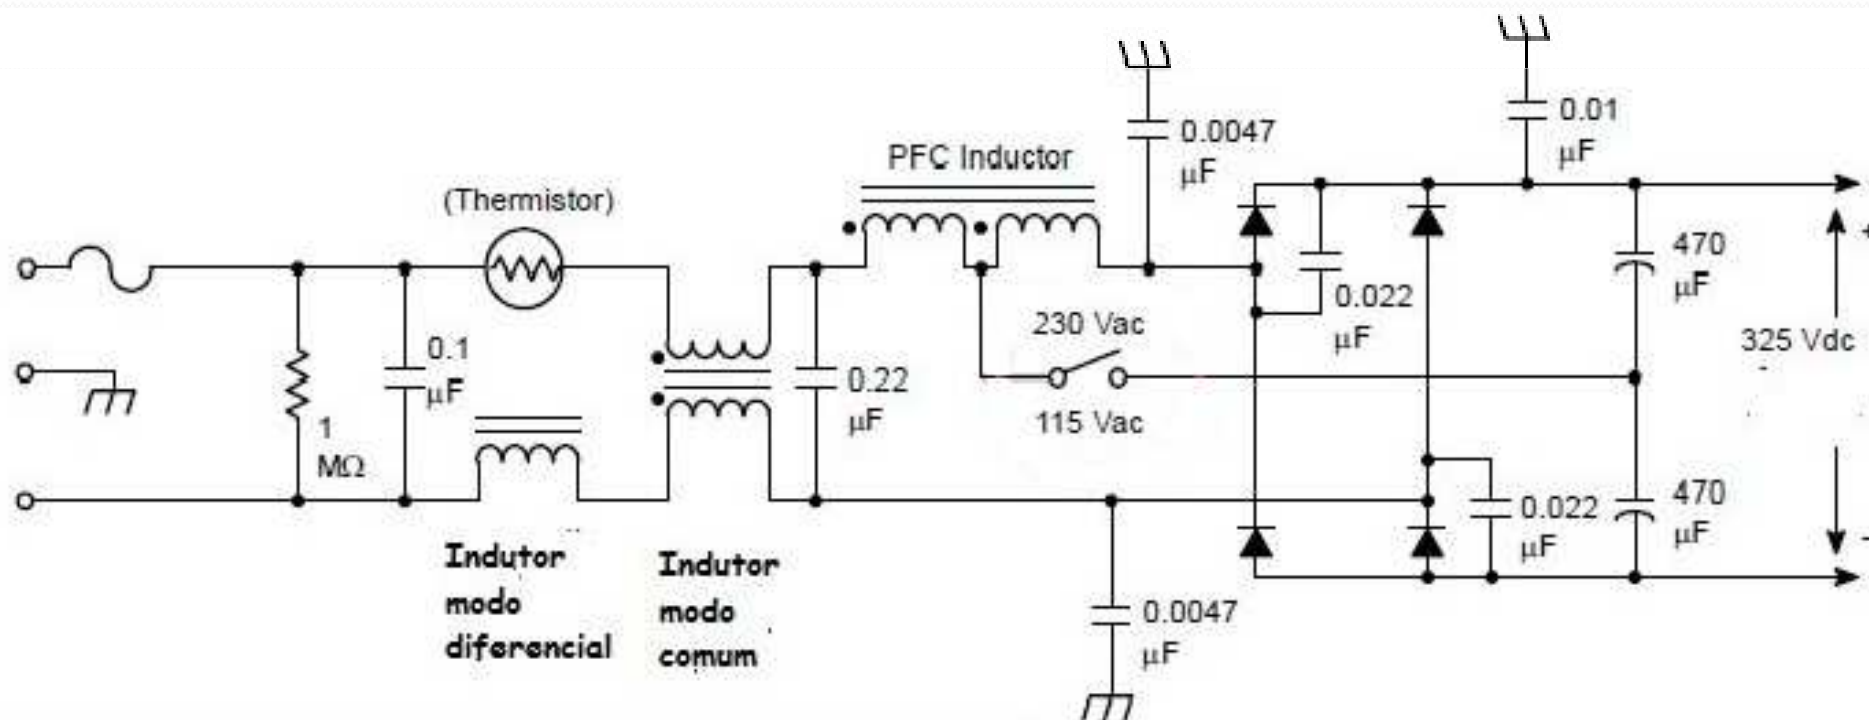 (Thermistor)
PFC Inductor
0.0047
μF
0.01
μF
0.022
μF
470
μF
+
325 Vdc
230 Vac
115 Vac
0.1
μF
1
MΩ
0.22
μF
Indutor
modo
diferencial
Indutor
modo
comum
0.0047
μF
0.022
μF
470
μF
-